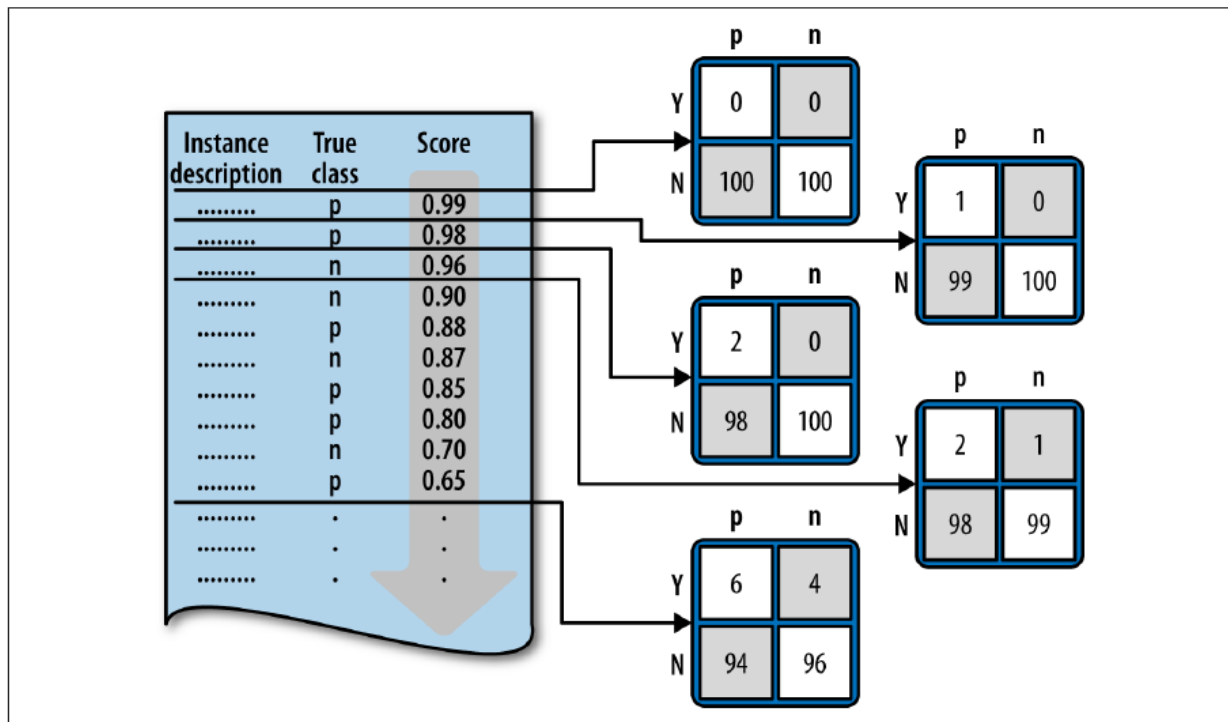 Instance description True class Score
......... p 0.99
......... p 0.98
......... n 0.96
......... n 0.90
......... p 0.88
......... n 0.87
......... p 0.85
......... p 0.80
......... n 0.70
......... p 0.65
......... . .
......... . .
......... . .
p n
Y 0 0
N 100 100
p n
Y 1 0
N 99 100
p n
Y 2 0
N 98 100
p n
Y 2 1
N 98 99
p n
Y 6 4
N 94 96